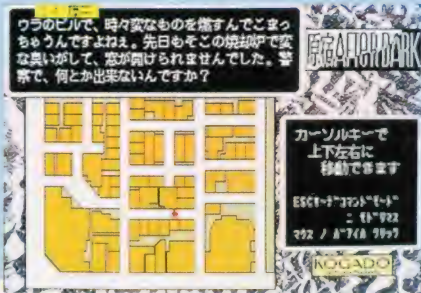 ウラのビルで、時々変なものを燃すんでこまっ
ちゃうんですよねぇ。先日もそこの焼却炉で変
な臭いがして、窓が開けられませんでした。警
察で、何とか出来ないんですか？
原宿AFTER DARK
カーソルキーで
上下左右に
移動できます
ESCキーデコマンドモード
ニ モドリマス
マウス ノ バアイハ クリック
KOGADO